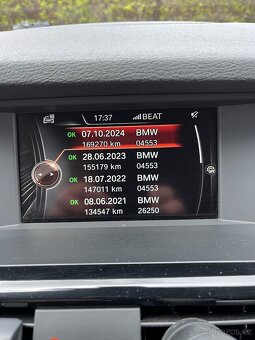 17:37 BEAT
OK 07.10.2024 BMW
169270 km 04553
OK 28.06.2023 BMW
155179 km 04553
OK 18.07.2022 BMW
147011 km 04553
OK 08.06.2021 BMW
134547 km 26250